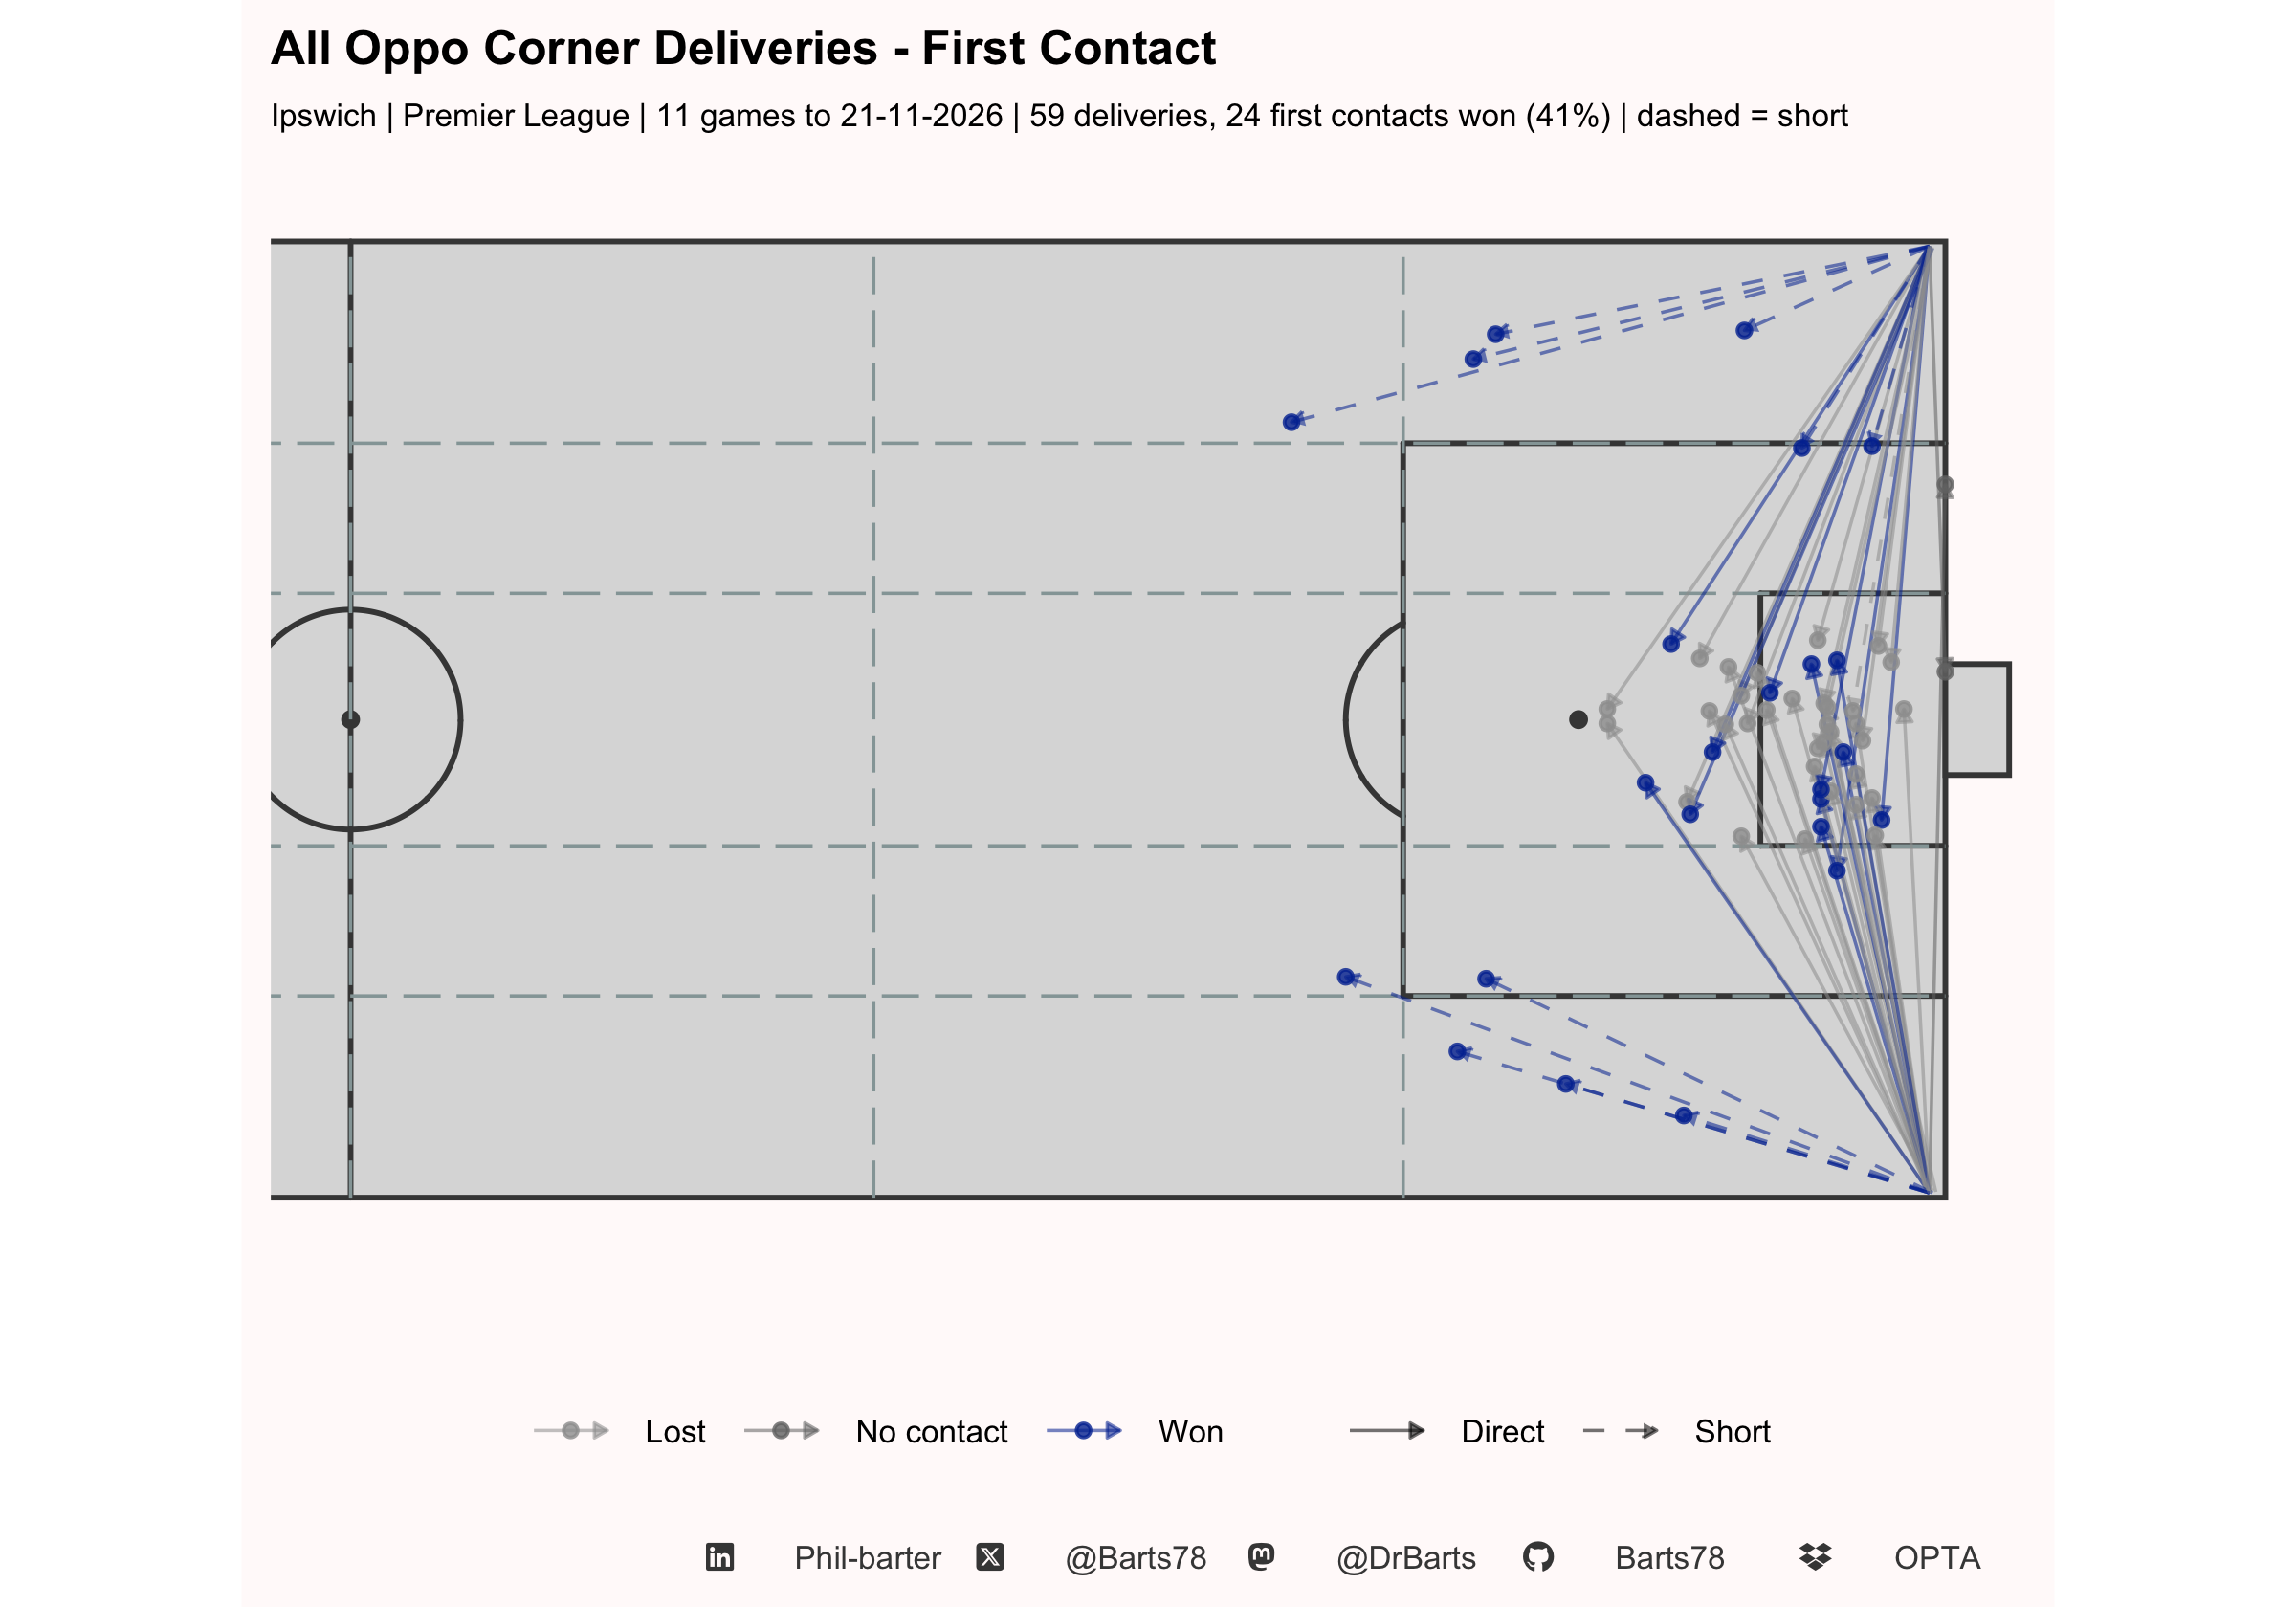 All Oppo Corner Deliveries - First Contact
Ipswich | Premier League | 11 games to 21-11-2026 | 59 deliveries, 24 first contacts won (41%) | dashed = short
Lost No contact Won Direct Short
Phil-barter @Barts78 @DrBarts Barts78 OPTA